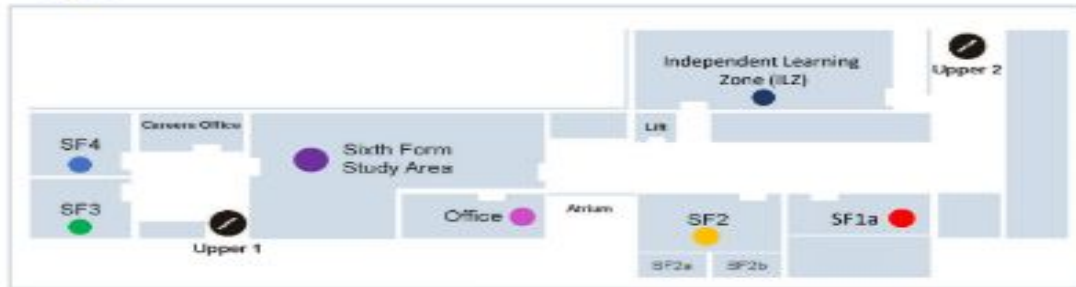 Independent Learning
Zone (ILZ)
Upper 2
Careers Office
Lift
SF4
Sixth Form
Study Area
SF3
Office
Atrium
SF2
SF1a
Upper 1
SF2a
SF2b